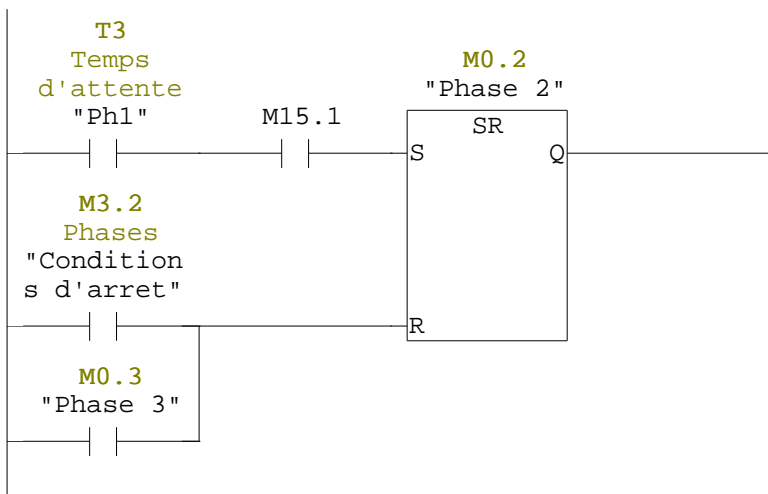 T3
Temps
d'attente
"Ph1"
M15.1
M0.2
"Phase 2"
SR
S
Q
M3.2
Phases
"Condition
s d'arret"
R
M0.3
"Phase 3"